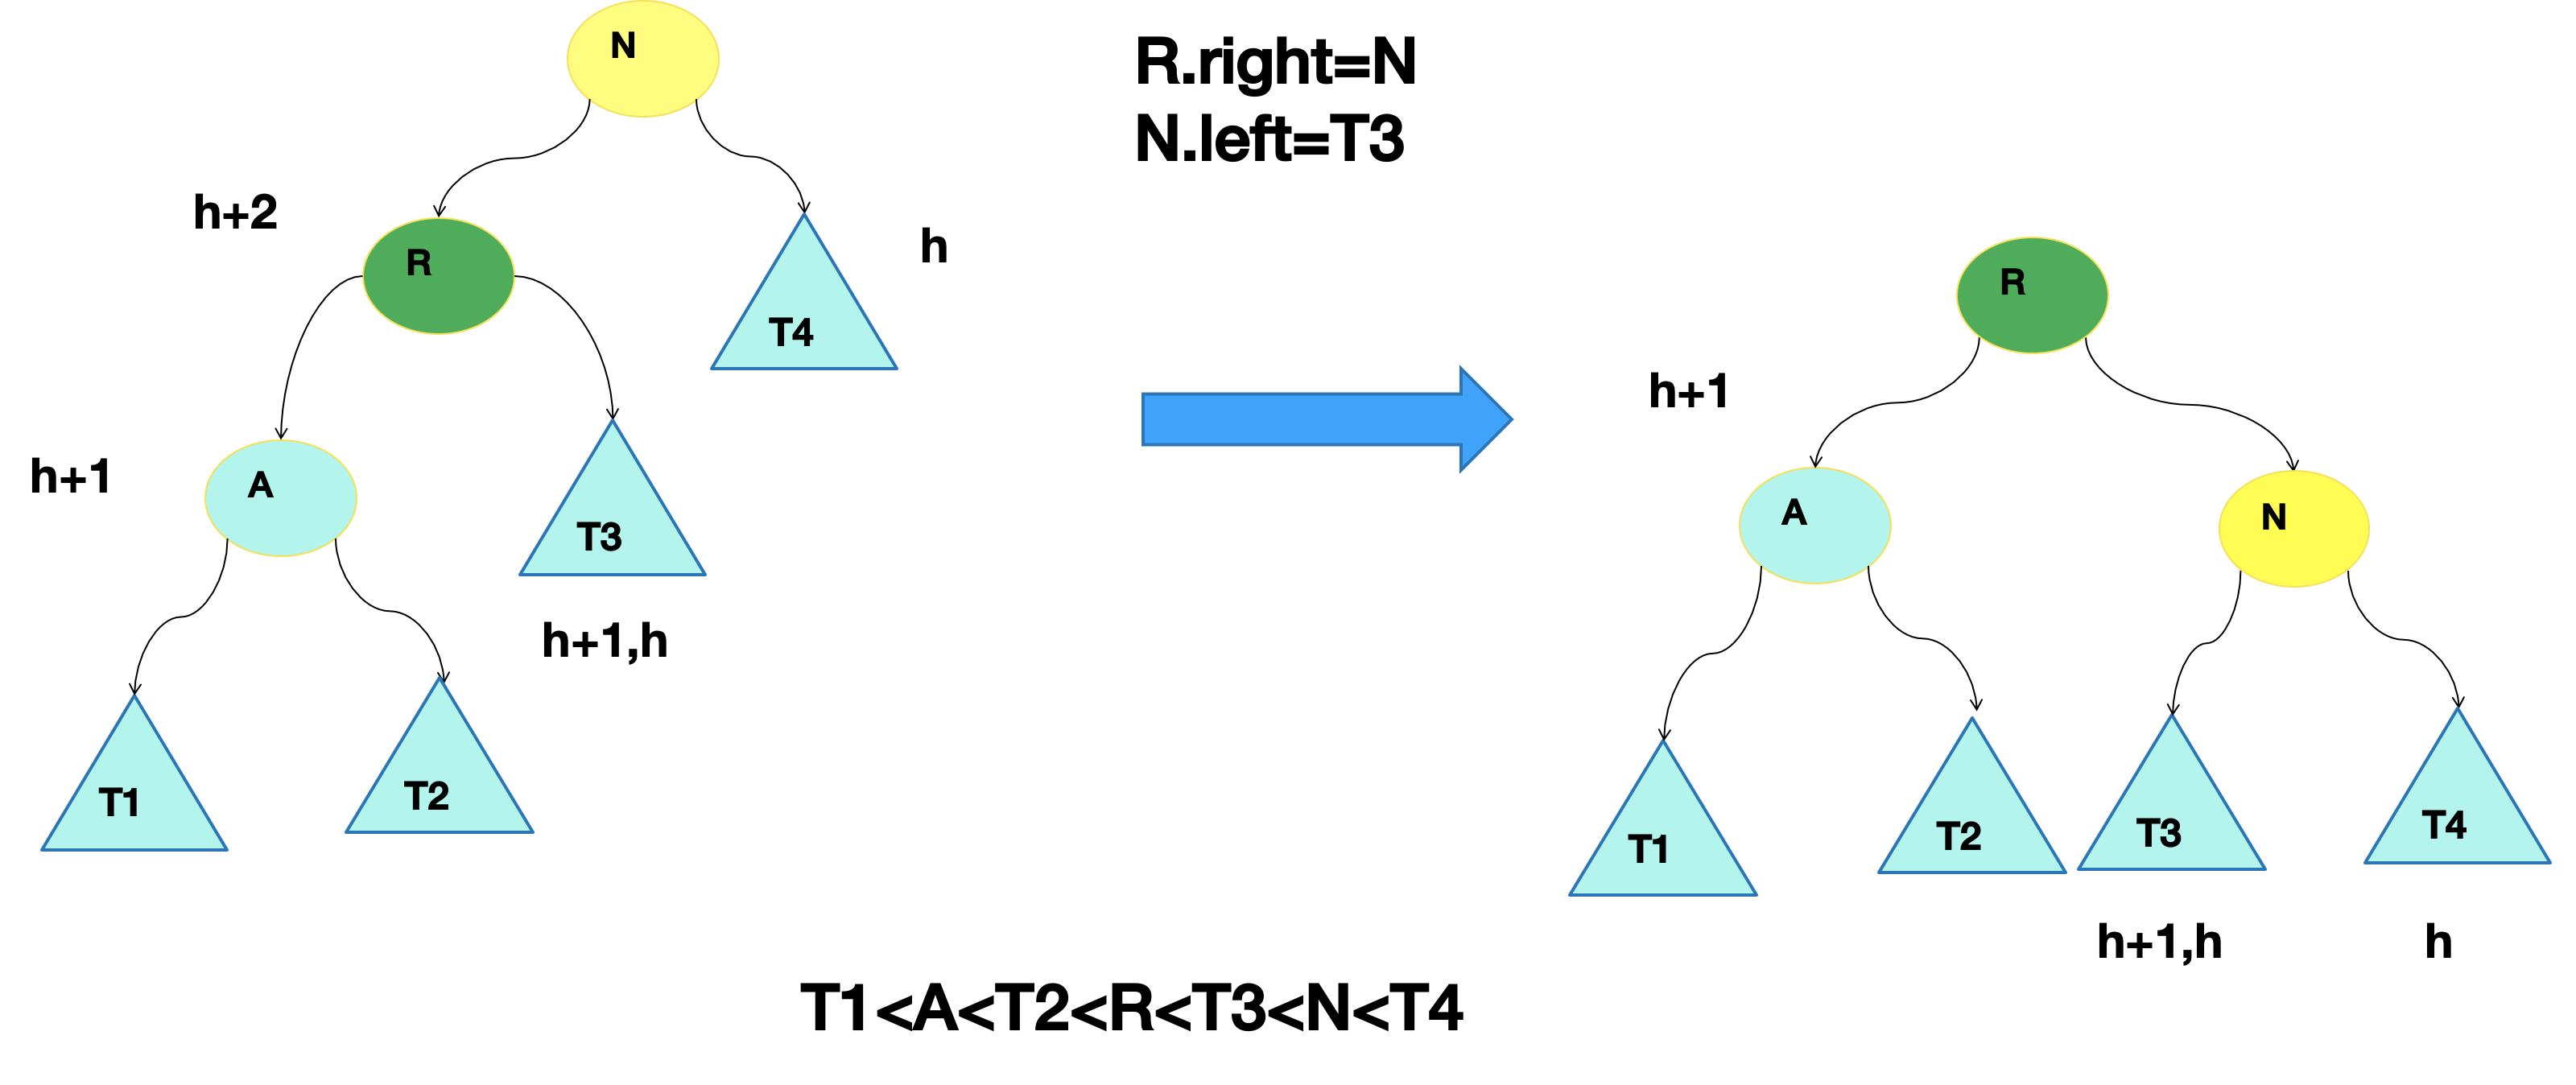 N
R.right=N
N.left=T3
h+2
R
h
T4
h+1
A
T3
h+1,h
T1
T2
R
h+1
A
N
T1
T2
T3
T4
h+1,h
h
T1<A<T2<R<T3<N<T4